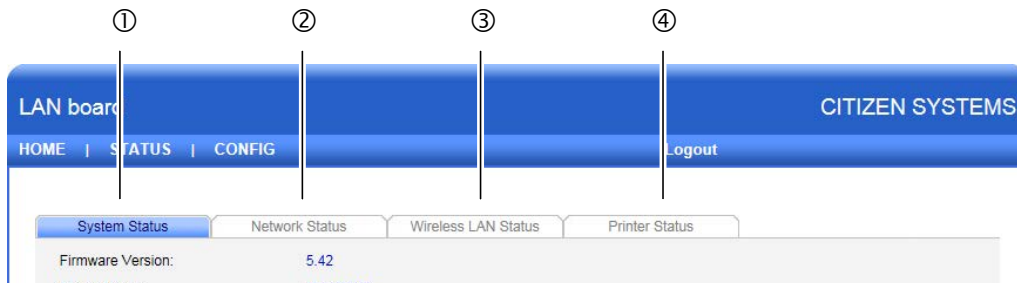 ① ② ③ ④
LAN board CITIZEN SYSTEMS
HOME | STATUS | CONFIG Logout
System Status Network Status Wireless LAN Status Printer Status
Firmware Version: 5.42